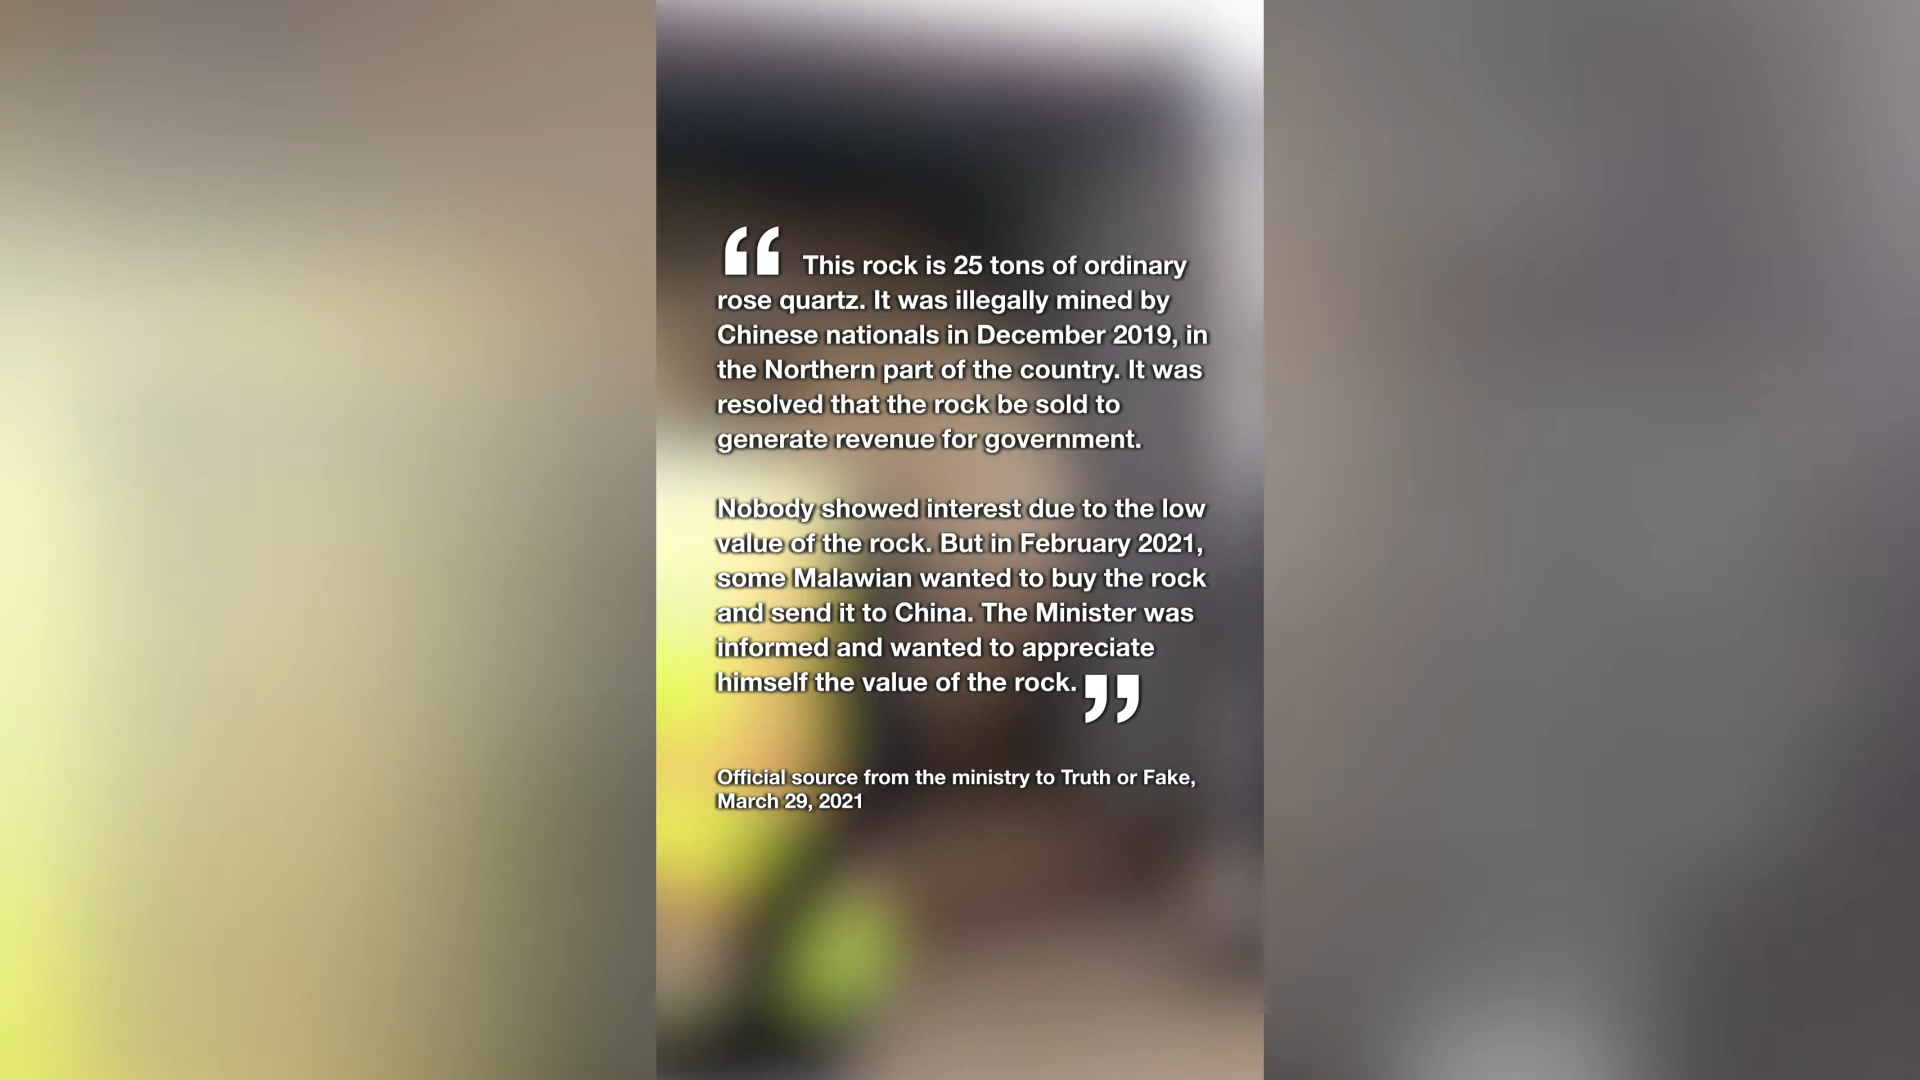 “ This rock is 25 tons of ordinary
rose quartz. It was illegally mined by
Chinese nationals in December 2019, in
the Northern part of the country. It was
resolved that the rock be sold to
generate revenue for government.
Nobody showed interest due to the low
value of the rock. But in February 2021,
some Malawian wanted to buy the rock
and send it to China. The Minister was
informed and wanted to appreciate
himself the value of the rock. ”
Official source from the ministry to Truth or Fake,
March 29, 2021